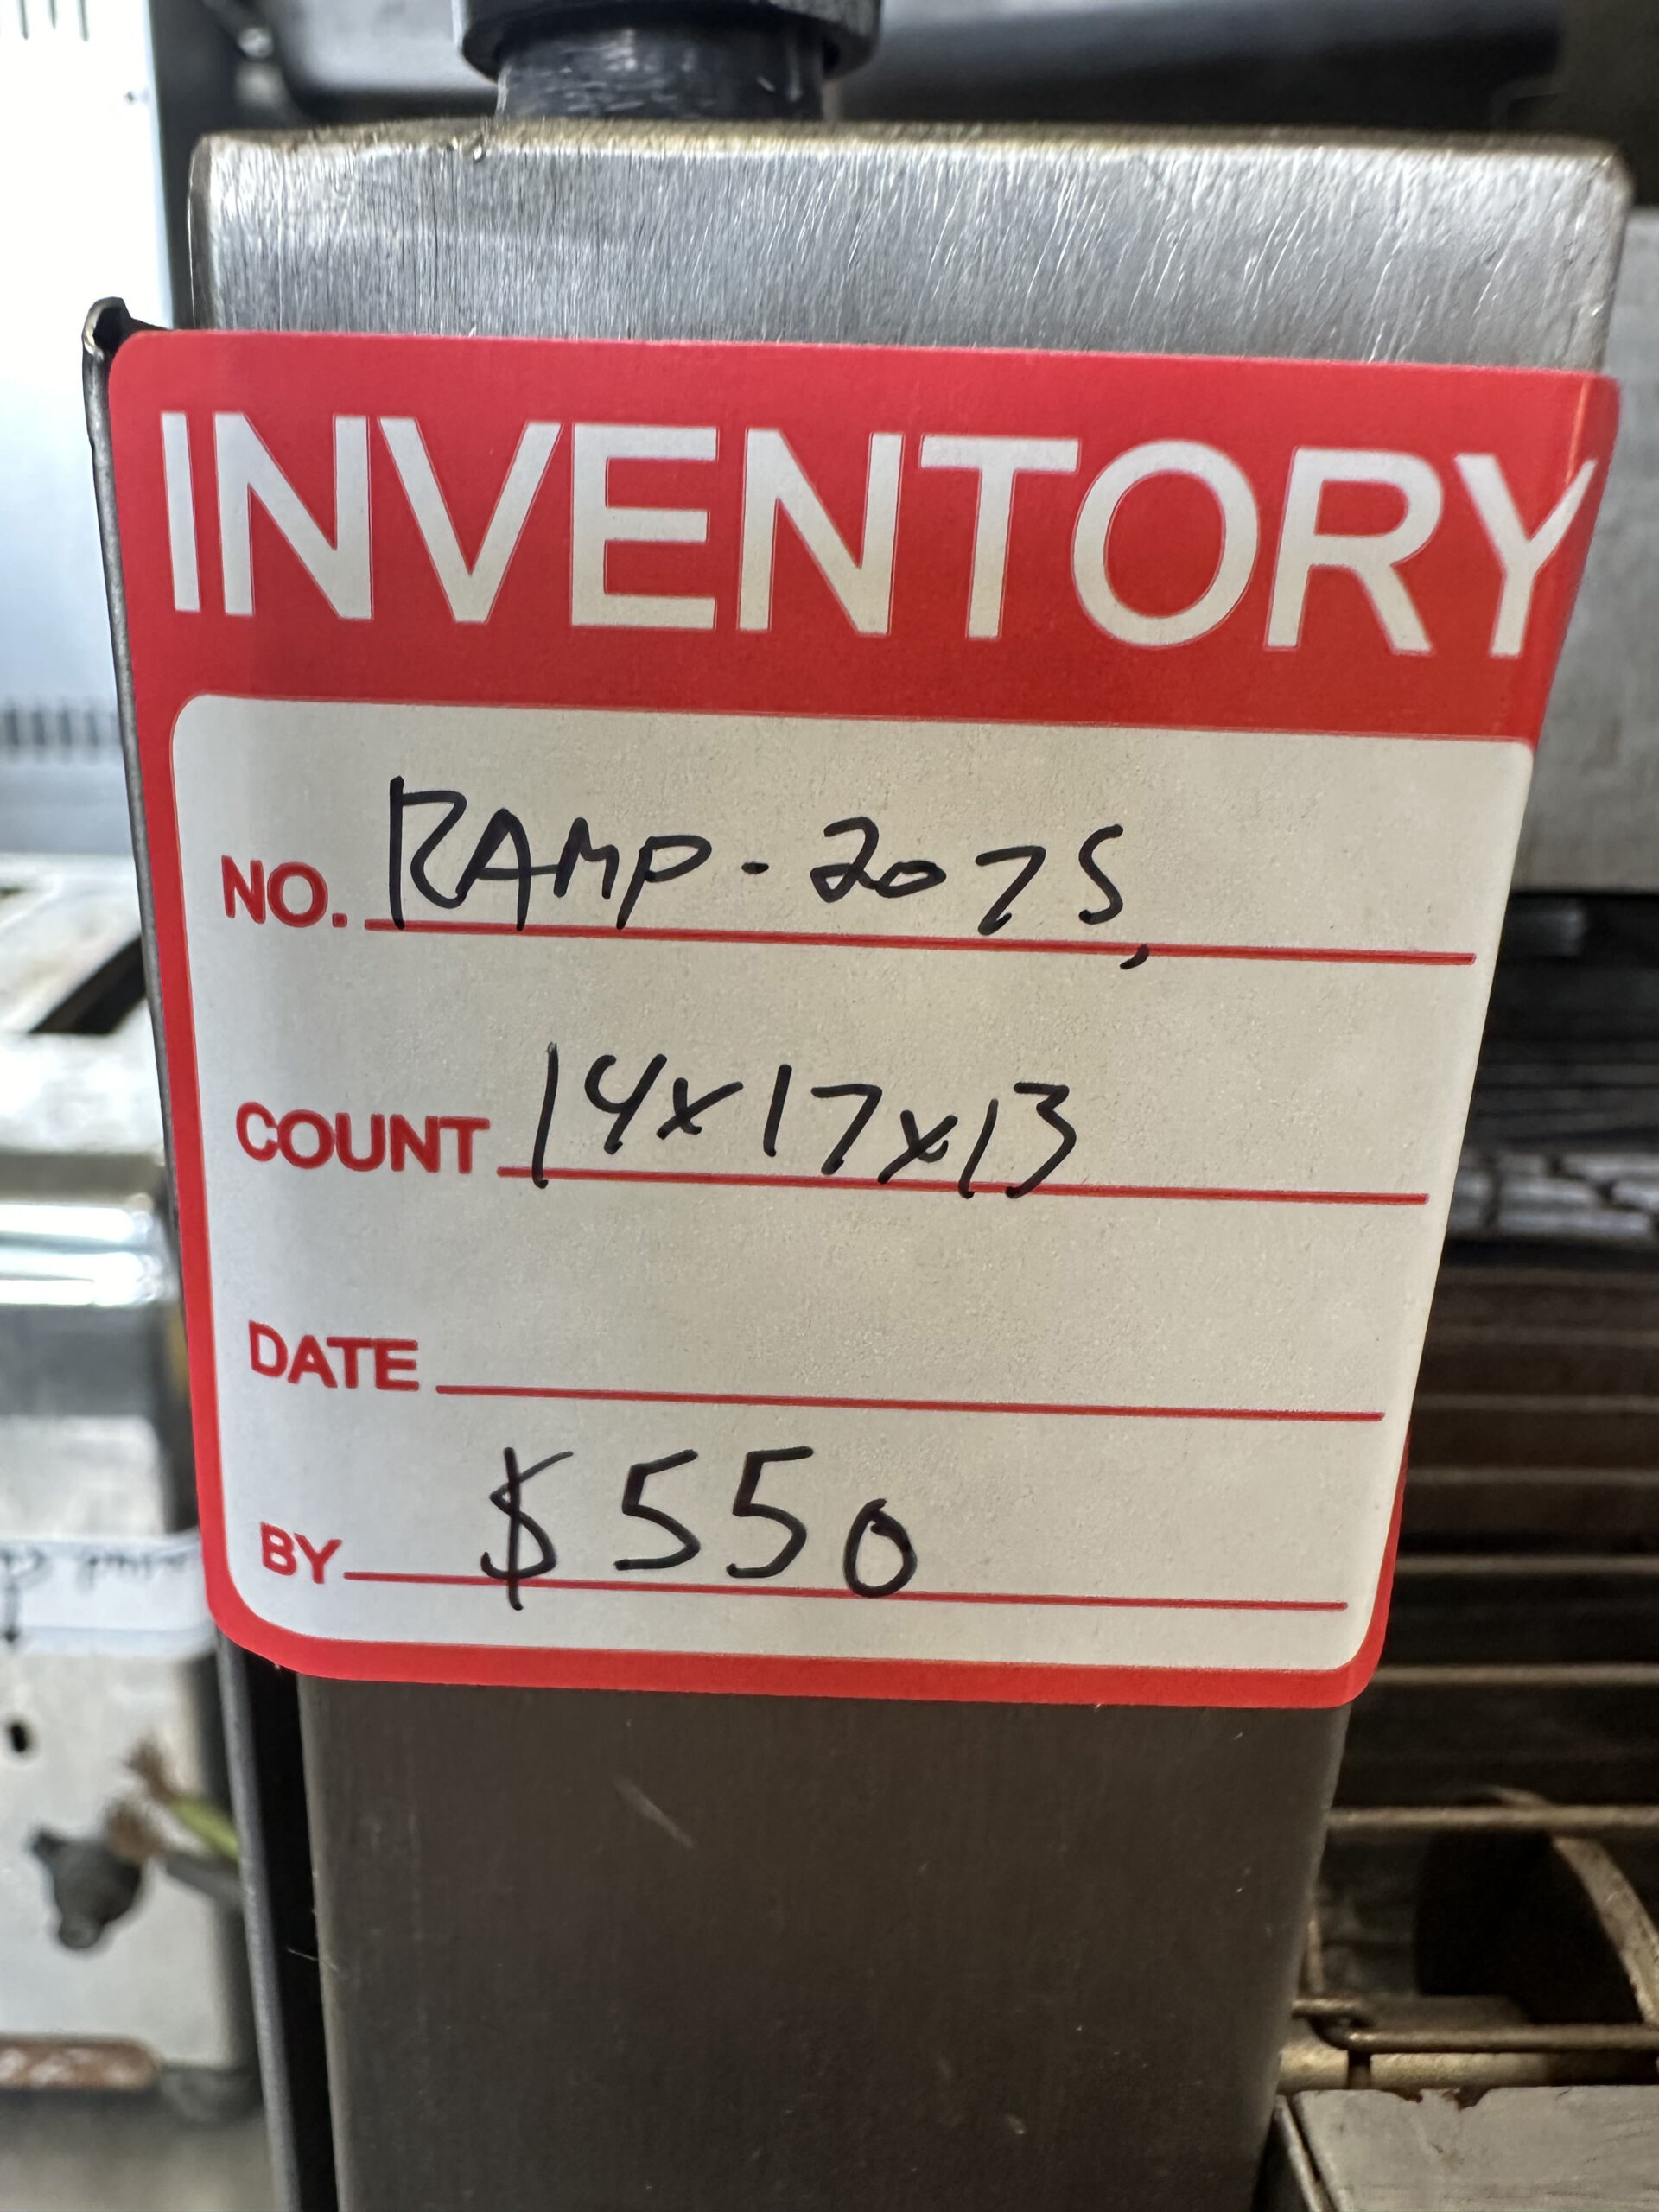 INVENTORY
NO. RAMP-2075,
COUNT 14x17x13
DATE
BY $550